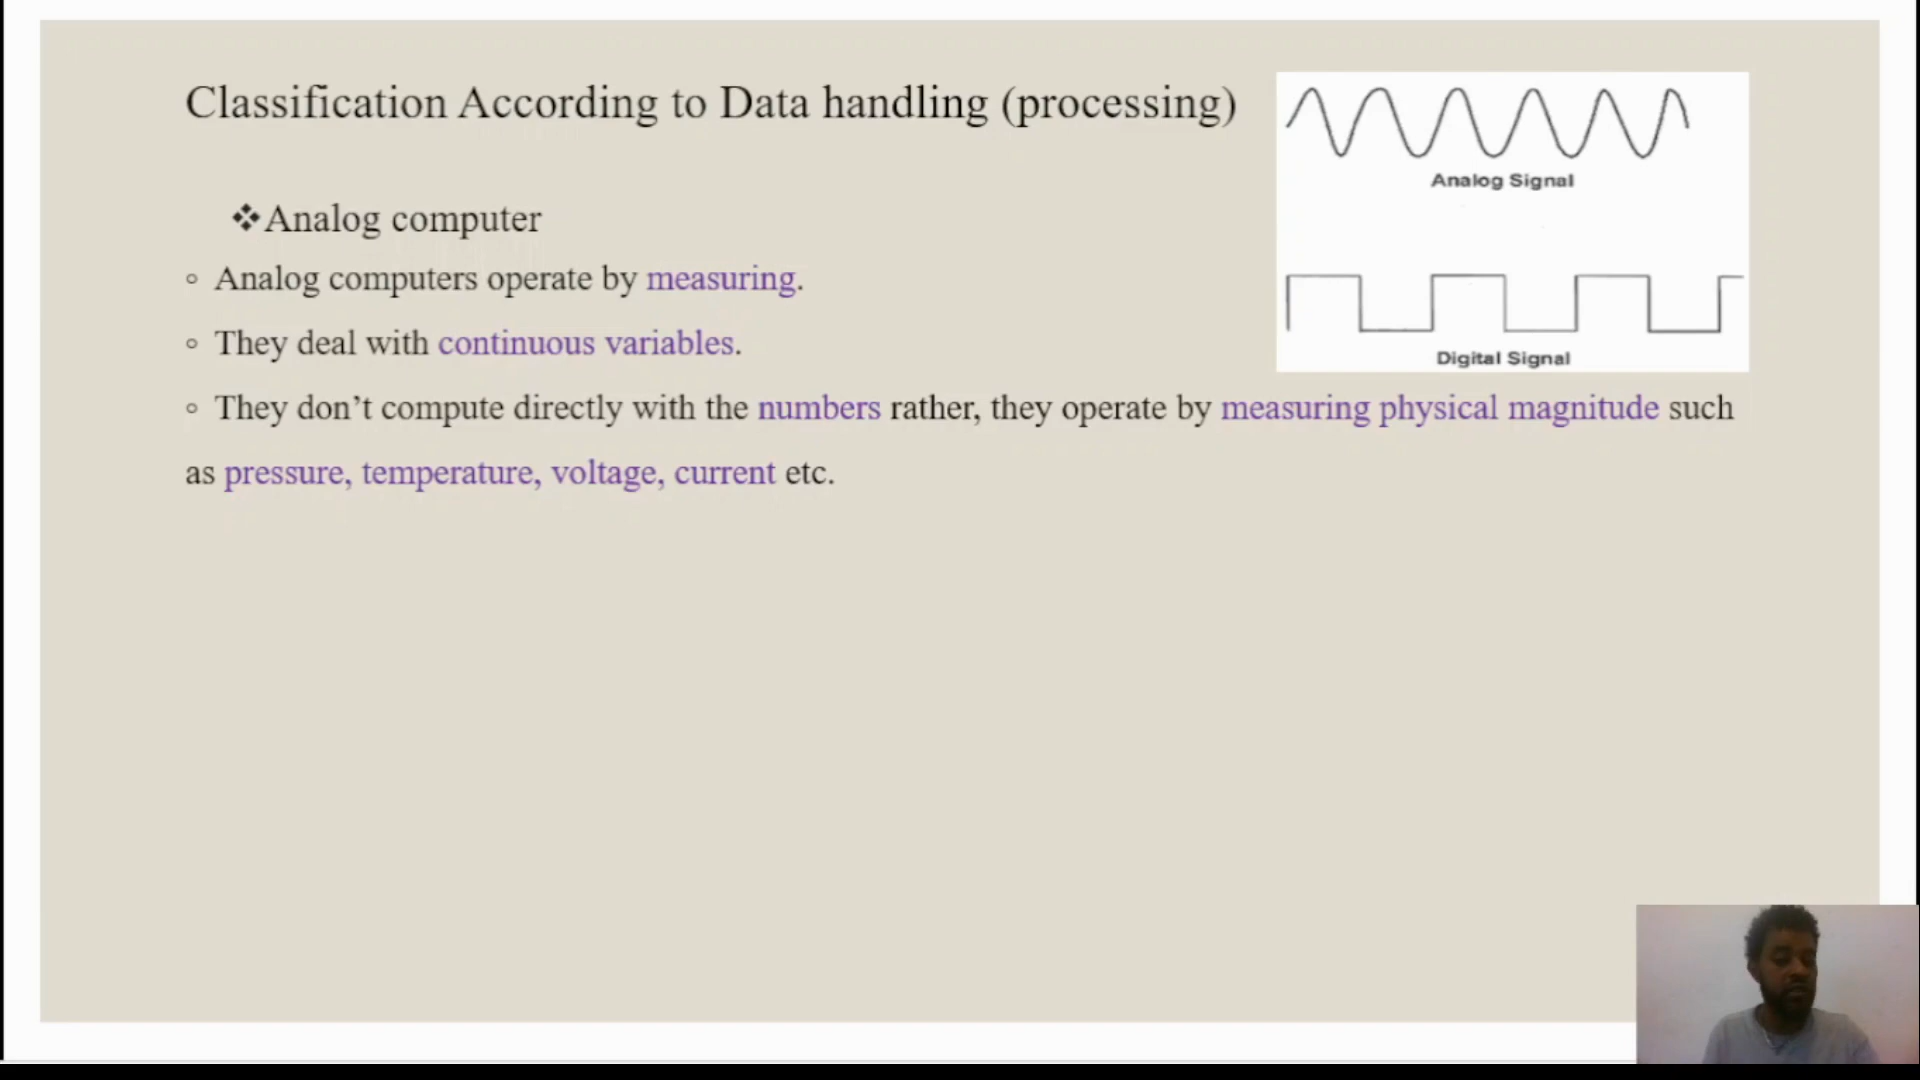 Classification According to Data handling (processing)
Analog Signal
Digital Signal
❖Analog computer
◦ Analog computers operate by measuring.
◦ They deal with continuous variables.
◦ They don’t compute directly with the numbers rather, they operate by measuring physical magnitude such
as pressure, temperature, voltage, current etc.